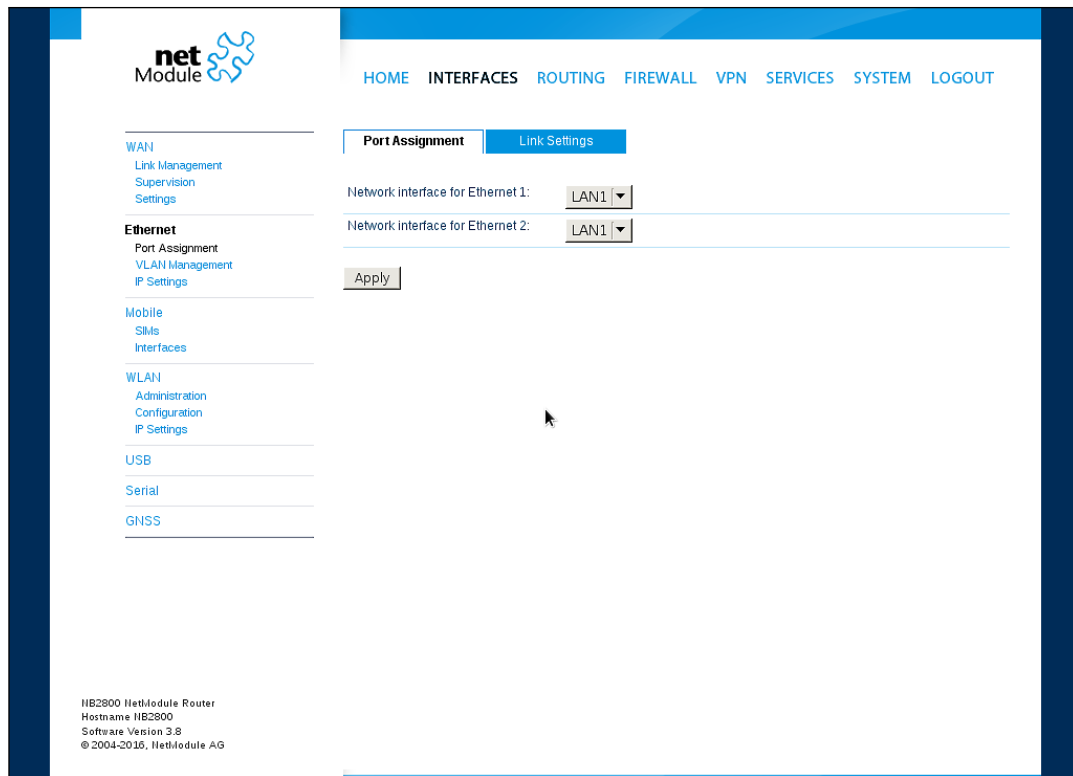 net
Module
HOME INTERFACES ROUTING FIREWALL VPN SERVICES SYSTEM LOGOUT
WAN
Link Management
Supervision
Settings
Ethernet
Port Assignment
VLAN Management
IP Settings
Mobile
SIMs
Interfaces
WLAN
Administration
Configuration
IP Settings
USB
Serial
GNSS
Port Assignment Link Settings
Network interface for Ethernet 1: LAN1
Network interface for Ethernet 2: LAN1
Apply
NB2800 NetModule Router
Hostname NB2800
Software Version 3.8
© 2004-2016, NetModule AG